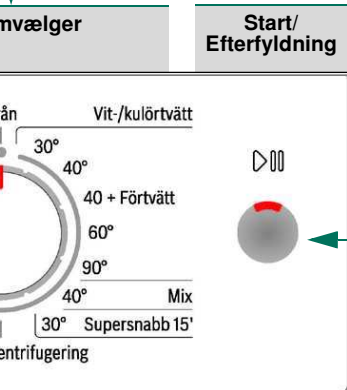 mvælger
Start/
Efterfyldning
ån
Vit-/kulörtvätt
30°
40°
40 + Förtvätt
60°
90°
40° Mix
30° Supersnabb 15'
entrifugering